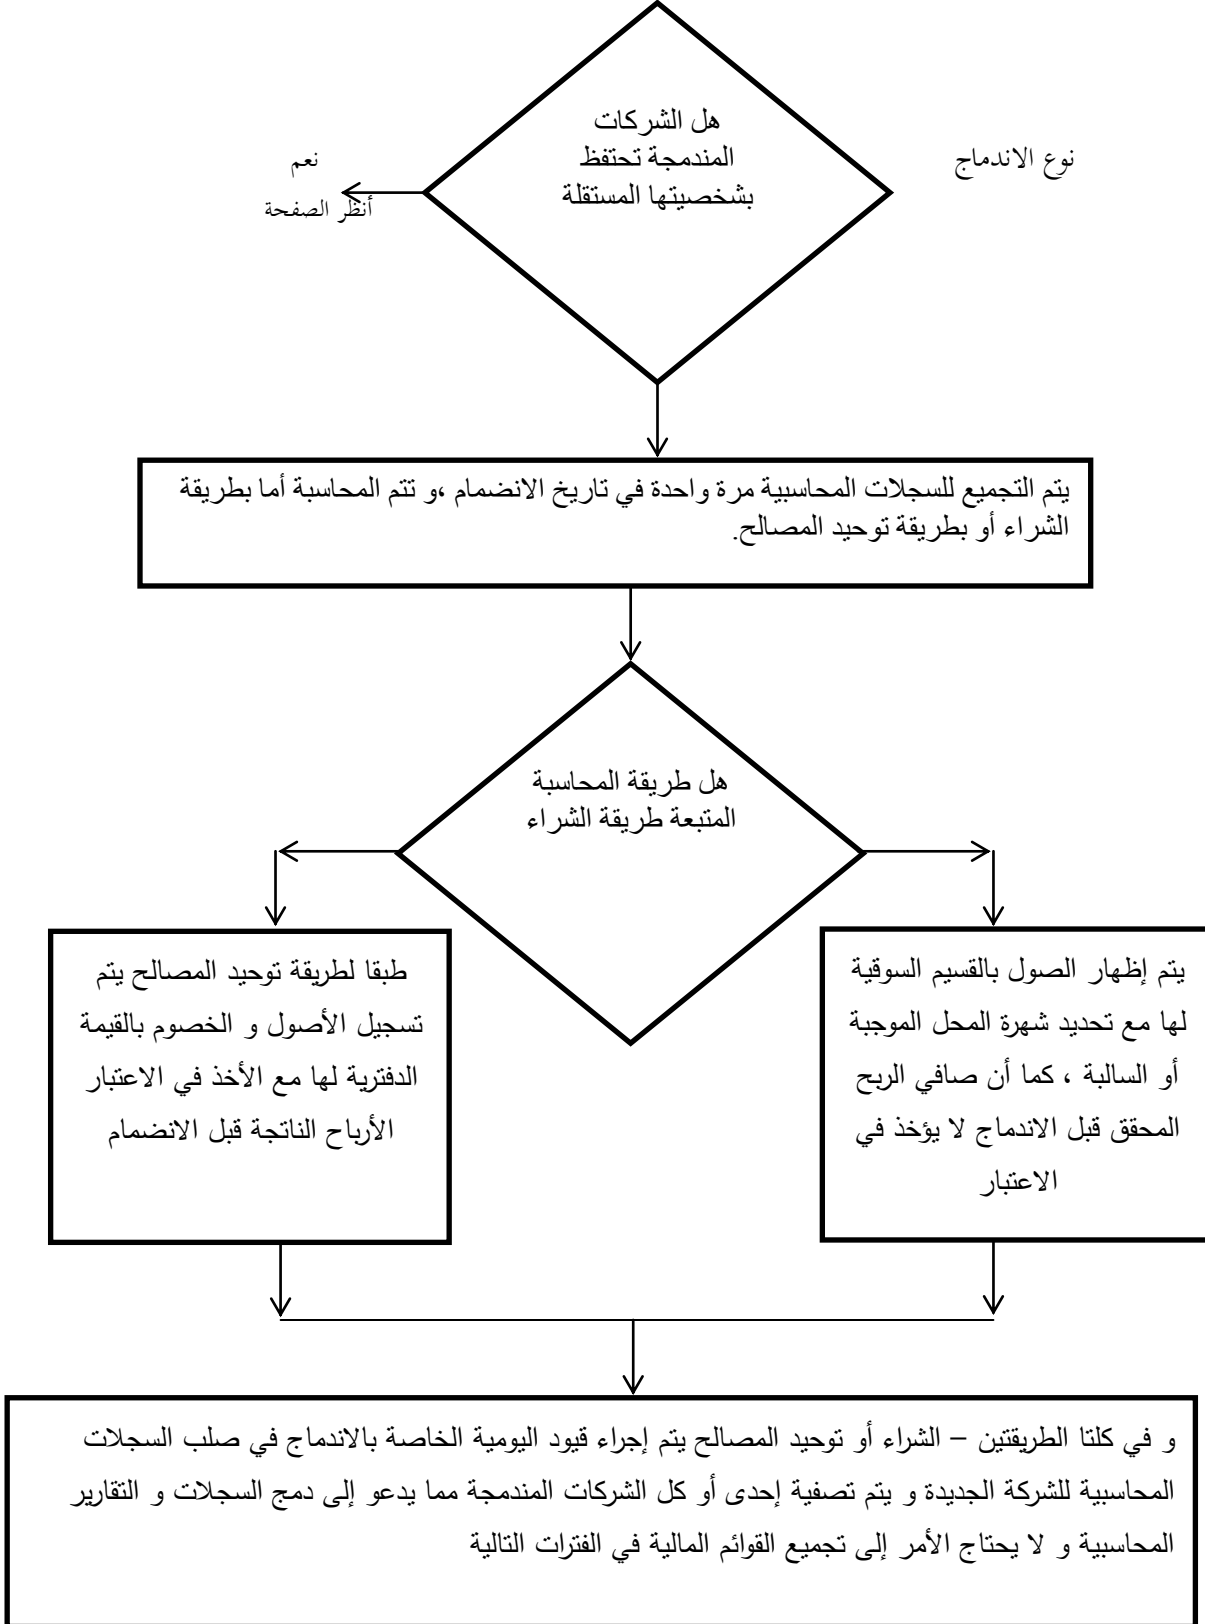 هل الشركات
المندمجة تحتفظ
بشخصيتها المستقلة
نوع الاندماج
نعم
أنظر الصفحة
يتم التجميع للسجلات المحاسبية مرة واحدة في تاريخ الانضمام ،و تتم المحاسبة أما بطريقة
الشراء أو بطريقة توحيد المصالح.
هل طريقة المحاسبة
المتبعة طريقة الشراء
يتم إظهار الصول بالقسيم السوقية
لها مع تحديد شهرة المحل الموجبة
أو السالبة ، كما أن صافي الربح
المحقق قبل الاندماج لا يؤخذ في
الاعتبار
طبقا لطريقة توحيد المصالح يتم
تسجيل الأصول و الخصوم بالقيمة
الدفترية لها مع الأخذ في الاعتبار
الأرباح الناتجة قبل الانضمام
و في كلتا الطريقتين – الشراء أو توحيد المصالح يتم إجراء قيود اليومية الخاصة بالاندماج في صلب السجلات
المحاسبية للشركة الجديدة و يتم تصفية إحدى أو كل الشركات المندمجة مما يدعو إلى دمج السجلات و التقارير
المحاسبية و لا يحتاج الأمر إلى تجميع القوائم المالية في الفترات التالية